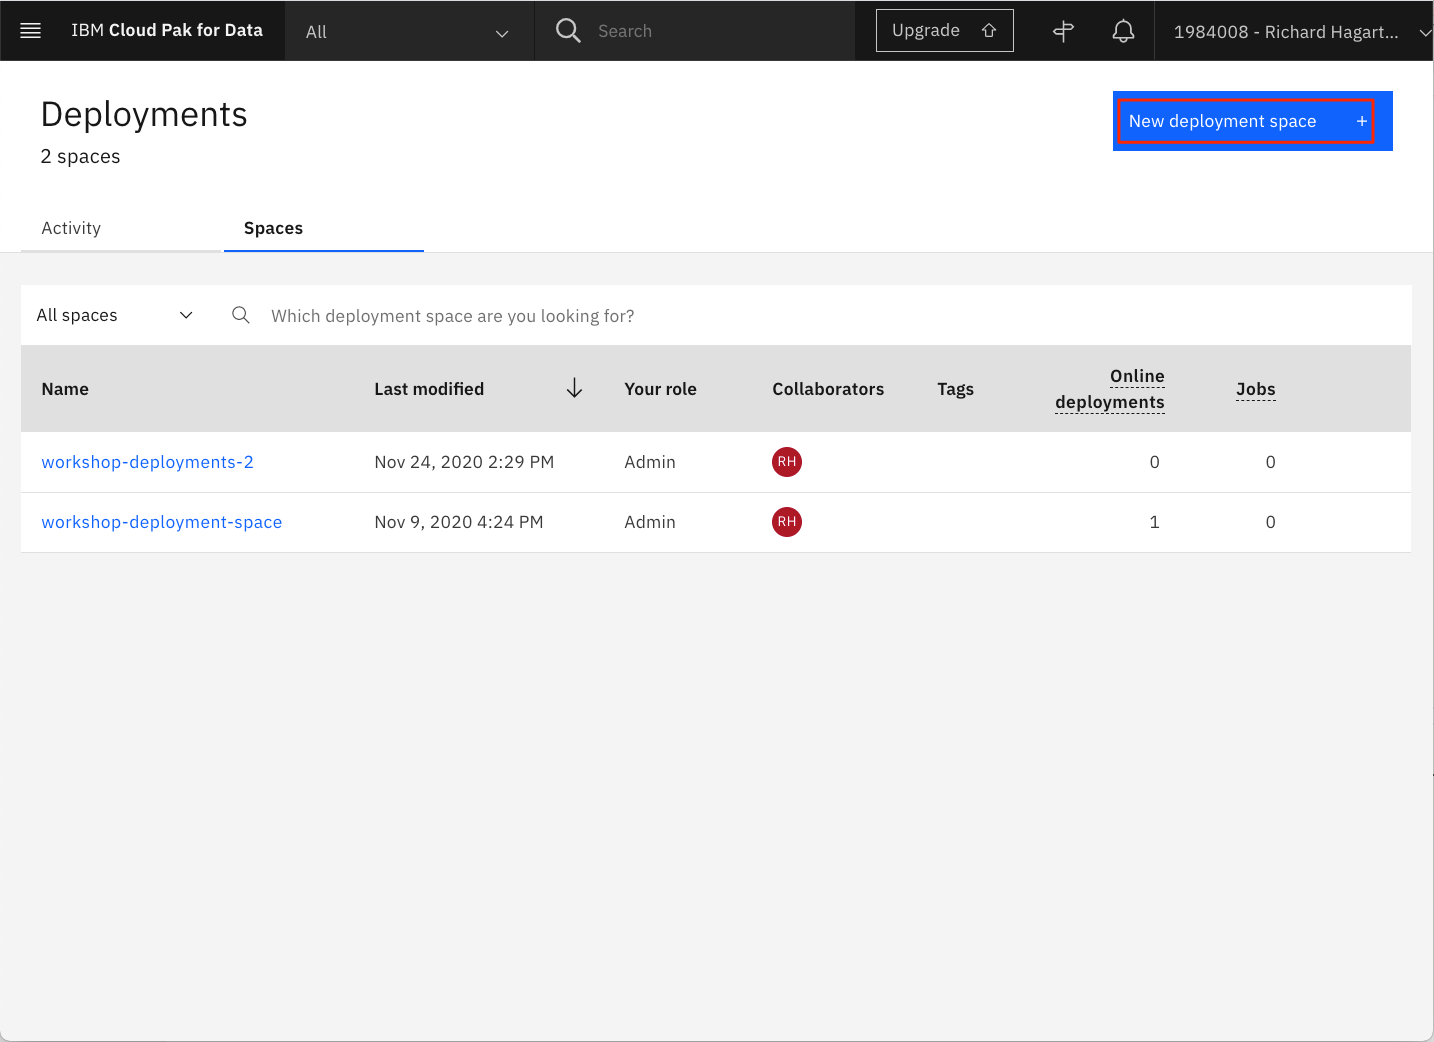 IBM Cloud Pak for Data All Search Upgrade 1984008 - Richard Hagart...
Deployments
New deployment space +
2 spaces
Activity Spaces
All spaces Which deployment space are you looking for?
Name Last modified Your role Collaborators Tags Online deployments Jobs
workshop-deployments-2 Nov 24, 2020 2:29 PM Admin RH 0 0
workshop-deployment-space Nov 9, 2020 4:24 PM Admin RH 1 0